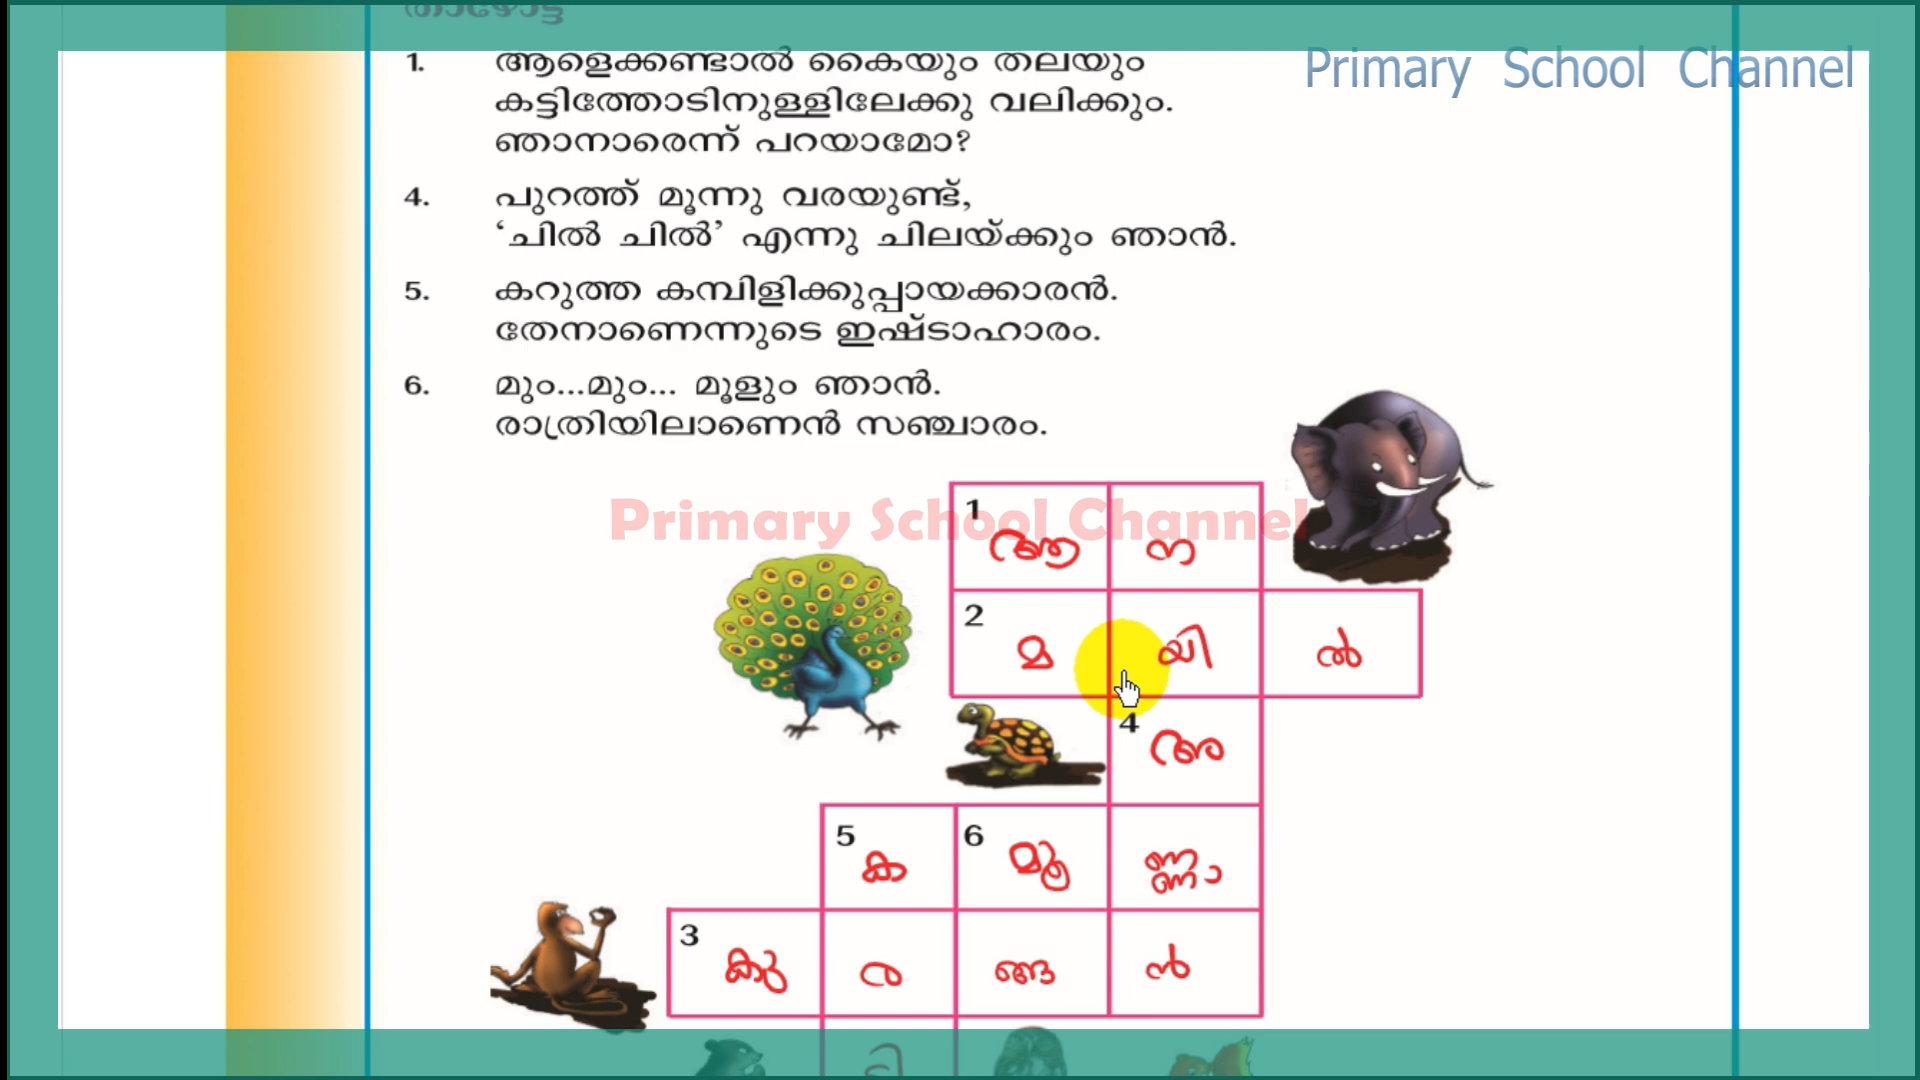 താഴോട്ട്
Primary School Channel
1. ആളെക്കണ്ടാൽ കൈയും തലയും
കട്ടിത്തോടിനുള്ളിലേക്കു വലിക്കും.
ഞാനാരെന്ന് പറയാമോ?
4. പുറത്ത് മൂന്നു വരയുണ്ട്,
‘ചിൽ ചിൽ’ എന്നു ചിലയ്ക്കും ഞാൻ.
5. കറുത്ത കമ്പിളിക്കുപ്പായക്കാരൻ.
തേനാണെന്നുടെ ഇഷ്ടാഹാരം.
6. മൂം...മൂം... മൂളും ഞാൻ.
രാത്രിയിലാണെൻ സഞ്ചാരം.
Primary School Channel
1 ആ ന
2 മ യി ൽ
4 അ
5 ക 6 മൂ ണ്ണാ
3 കു ര ങ്ങ ൻ
ടി